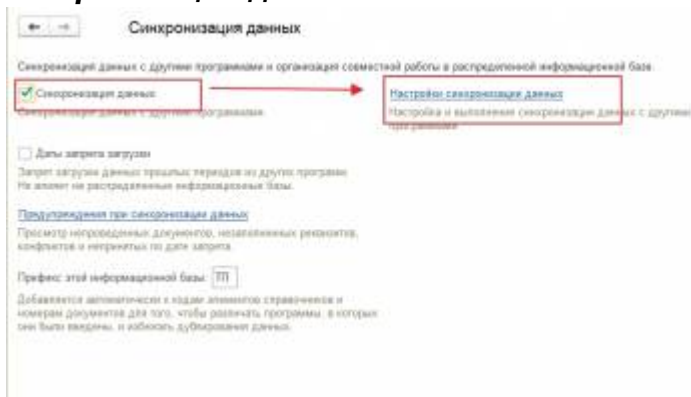 Синхронизация данных
Синхронизация данных с другими программами и организация совместной работы в распределенной информационной базе.
Синхронизация данных
Настройки синхронизации данных
Синхронизация данных с другими программами
Настройка и выполнение синхронизации данных с другими
программами
Даты запрета загрузки
Запрет загрузки данных прошлых периодов из других программ.
Не влияет на распределенные информационные базы.
Предупреждения при синхронизации данных
Просмотр непроведенных документов, незаполненных реквизитов,
конфликтов и непринятых по дате запрета.
Префикс этой информационной базы:
Добавляется автоматически к кодам элементов справочников и
номерам документов для того, чтобы различать программы, в которых
они были введены, и избежать дублирования данных.